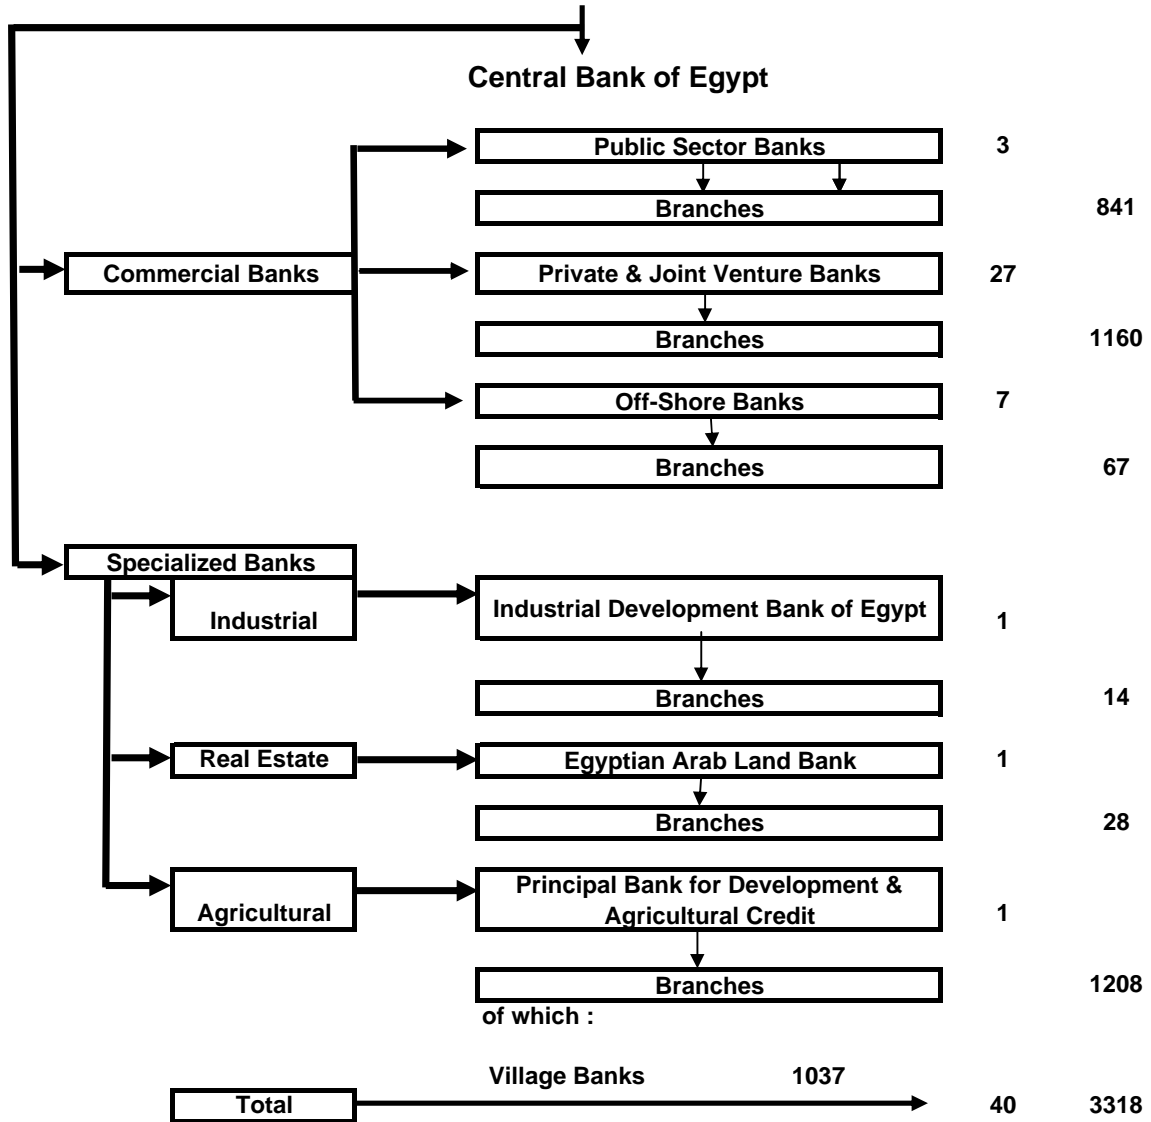 Central Bank of Egypt
Public Sector Banks 3
Branches 841
Commercial Banks Private & Joint Venture Banks 27
Branches 1160
Off-Shore Banks 7
Branches 67
Specialized Banks
Industrial Industrial Development Bank of Egypt 1
Branches 14
Real Estate Egyptian Arab Land Bank 1
Branches 28
Principal Bank for Development &
Agricultural Agricultural Credit 1
Branches 1208
of which :
Village Banks 1037
Total 40 3318